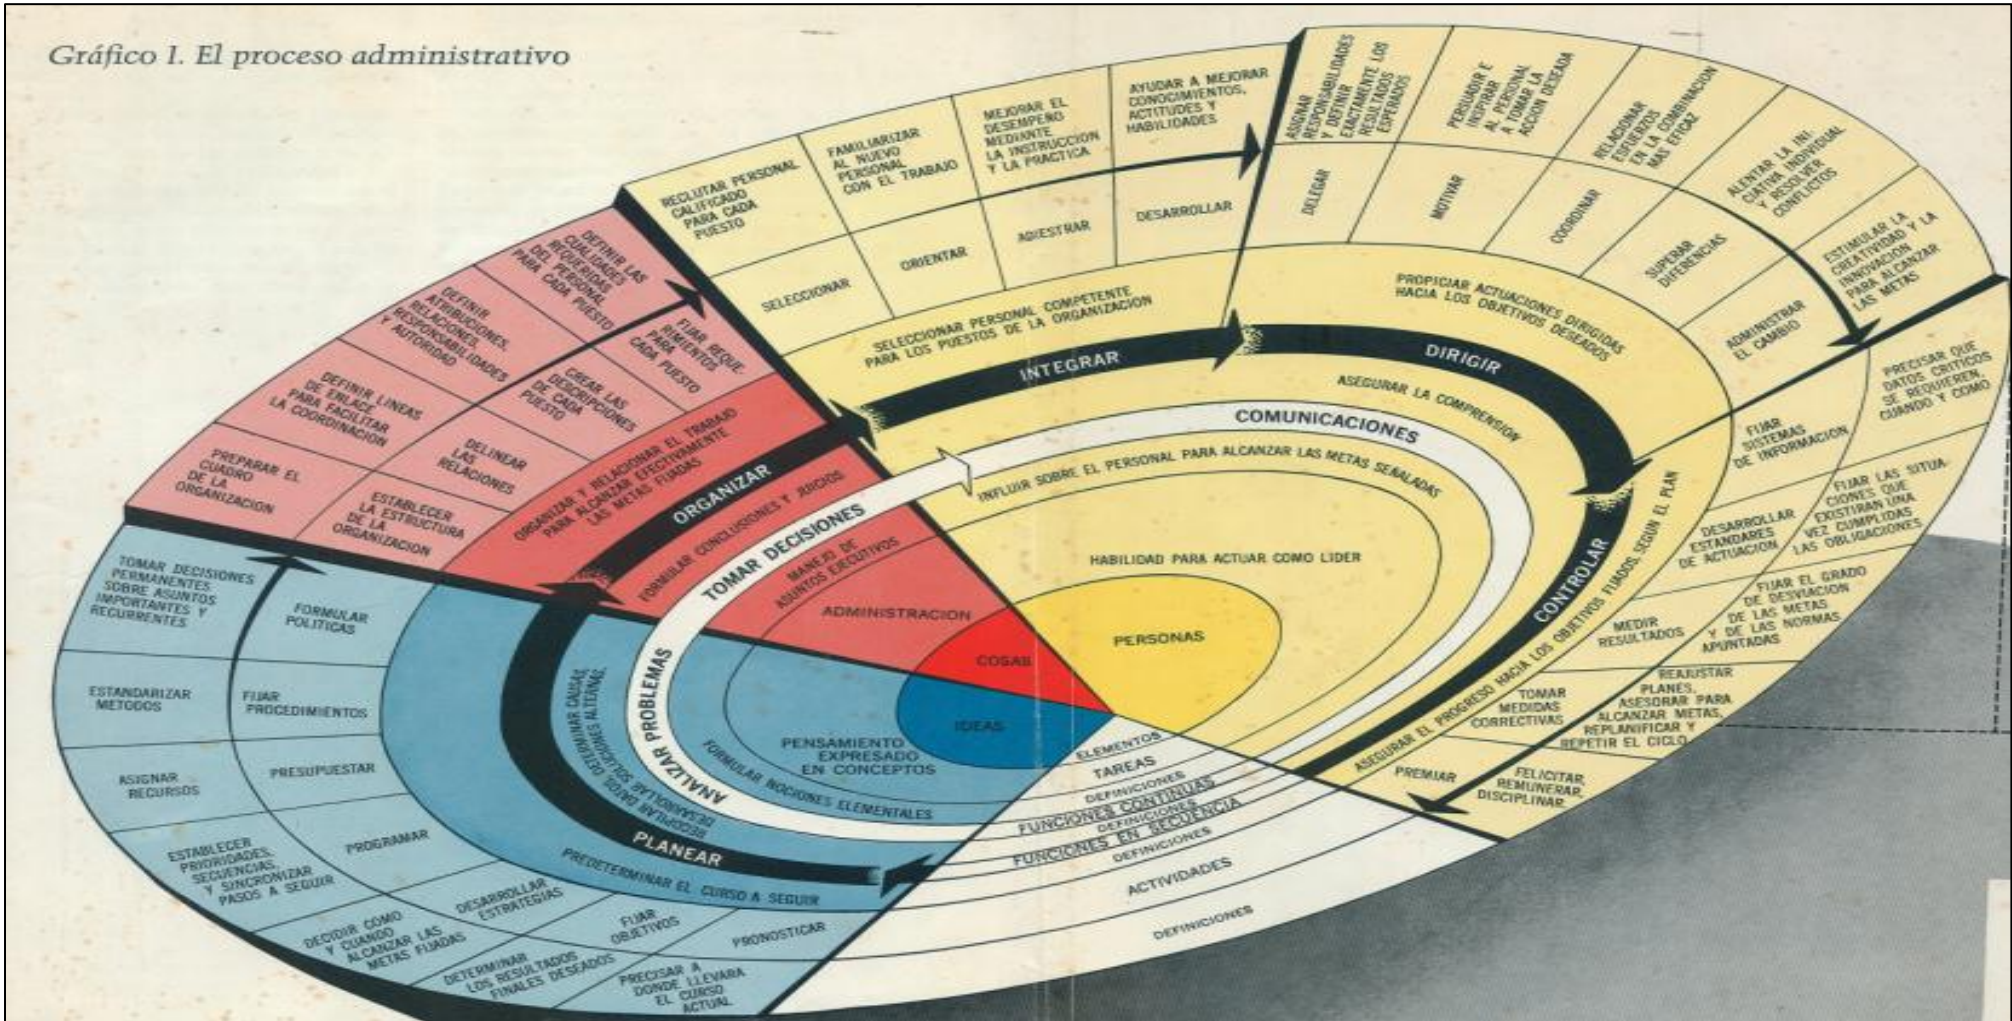 Gráfico I. El proceso administrativo
PERSONAS
COSAS
IDEAS
ELEMENTOS
HABILIDAD PARA ACTUAR COMO LIDER
ADMINISTRACION
PENSAMIENTO
EXPRESADO
EN CONCEPTOS
TAREAS
INFLUIR SOBRE EL PERSONAL PARA ALCANZAR LAS METAS SEÑALADAS
MANEJO DE
ASUNTOS EJECUTIVOS
FORMULAR NOCIONES ELEMENTALES
DEFINICIONES
ANALIZAR PROBLEMAS
TOMAR DECISIONES
COMUNICACIONES
FUNCIONES CONTINUAS
RECOPILAR DATOS, DETERMINAR CAUSAS,
DESARROLLAR SOLUCIONES ALTERNAT.
FORMULAR CONCLUSIONES Y JUICIOS
ASEGURAR LA COMPRENSION
DEFINICIONES
PLANEAR
ORGANIZAR
INTEGRAR
DIRIGIR
CONTROLAR
FUNCIONES EN SECUENCIA
PREDETERMINAR EL CURSO A SEGUIR
ORGANIZAR Y RELACIONAR EL TRABAJO
PARA ALCANZAR EFECTIVAMENTE
LAS METAS FIJADAS
SELECCIONAR PERSONAL COMPETENTE
PARA LOS PUESTOS DE LA ORGANIZACION
PROPICIAR ACTUACIONES DIRIGIDAS
HACIA LOS OBJETIVOS DESEADOS
ASEGURAR EL PROGRESO HACIA LOS OBJETIVOS FIJADOS, SEGUN EL PLAN
DEFINICIONES
ACTIVIDADES
DEFINICIONES
PRONOSTICAR
PRECISAR A
DONDE LLEVARA
EL CURSO
ACTUAL
FIJAR
OBJETIVOS
DETERMINAR
LOS RESULTADOS
FINALES DESEADOS
DESARROLLAR
ESTRATEGIAS
DECIDIR COMO
Y CUANDO
ALCANZAR LAS
METAS FIJADAS
PROGRAMAR
ESTABLECER
PRIORIDADES,
SECUENCIAS,
Y SINCRONIZAR
PASOS A SEGUIR
PRESUPUESTAR
ASIGNAR
RECURSOS
FIJAR
PROCEDIMIENTOS
ESTANDARIZAR
METODOS
FORMULAR
POLITICAS
TOMAR DECISIONES
PERMANENTES
SOBRE ASUNTOS
IMPORTANTES Y
RECURRENTES
ESTABLECER
LA ESTRUCTURA
DE LA
ORGANIZACION
PREPARAR EL
CUADRO
DE LA
ORGANIZACION
DELINEAR
LAS
RELACIONES
DEFINIR LINEAS
DE ENLACE
PARA FACILITAR
LA COORDINACION
CREAR LAS
DESCRIPCIONES
DE CADA
PUESTO
DEFINIR
ATRIBUCIONES,
RELACIONES,
RESPONSABILIDADES
Y AUTORIDAD
FIJAR REQUE-
RIMIENTOS
PARA
CADA PUESTO
DEFINIR LAS
CUALIDADES
REQUERIDAS
DEL PERSONAL
PARA CADA PUESTO
SELECCIONAR
RECLUTAR PERSONAL
CALIFICADO
PARA CADA
PUESTO
ORIENTAR
FAMILIARIZAR
AL NUEVO
PERSONAL
CON EL TRABAJO
ADIESTRAR
MEJORAR EL
DESEMPEÑO
MEDIANTE
LA INSTRUCCION
Y LA PRACTICA
DESARROLLAR
AYUDAR A MEJORAR
CONOCIMIENTOS,
ACTITUDES Y
HABILIDADES
DELEGAR
ASIGNAR
RESPONSABILIDADES
Y DEFINIR
EXACTAMENTE LOS
RESULTADOS
ESPERADOS
MOTIVAR
PERSUADIR E
INSPIRAR
AL PERSONAL
A TOMAR LA
ACCION DESEADA
COORDINAR
RELACIONAR
ESFUERZOS
EN LA COMBINACION
MAS EFICAZ
SUPERAR
DIFERENCIAS
ALENTAR LA INI-
CIATIVA INDIVIDUAL
Y RESOLVER
CONFLICTOS
ADMINISTRAR
EL CAMBIO
ESTIMULAR LA
CREATIVIDAD Y LA
INNOVACION
PARA ALCANZAR
LAS METAS
FIJAR
SISTEMAS
DE INFORMACION
PRECISAR QUE
DATOS CRITICOS
SE REQUIEREN,
CUANDO Y COMO
DESARROLLAR
ESTANDARES
DE ACTUACION
FIJAR LAS SITUA-
CIONES QUE
EXISTIRAN UNA
VEZ CUMPLIDAS
LAS OBLIGACIONES
MEDIR
RESULTADOS
FIJAR EL GRADO
DE DESVIACION
DE LAS METAS
Y DE LAS NORMAS
APUNTADAS
TOMAR
MEDIDAS
CORRECTIVAS
REAJUSTAR
PLANES,
ASESORAR PARA
ALCANZAR METAS,
REPLANIFICAR Y
REPETIR EL CICLO
PREMIAR
FELICITAR,
REMUNERAR,
DISCIPLINAR